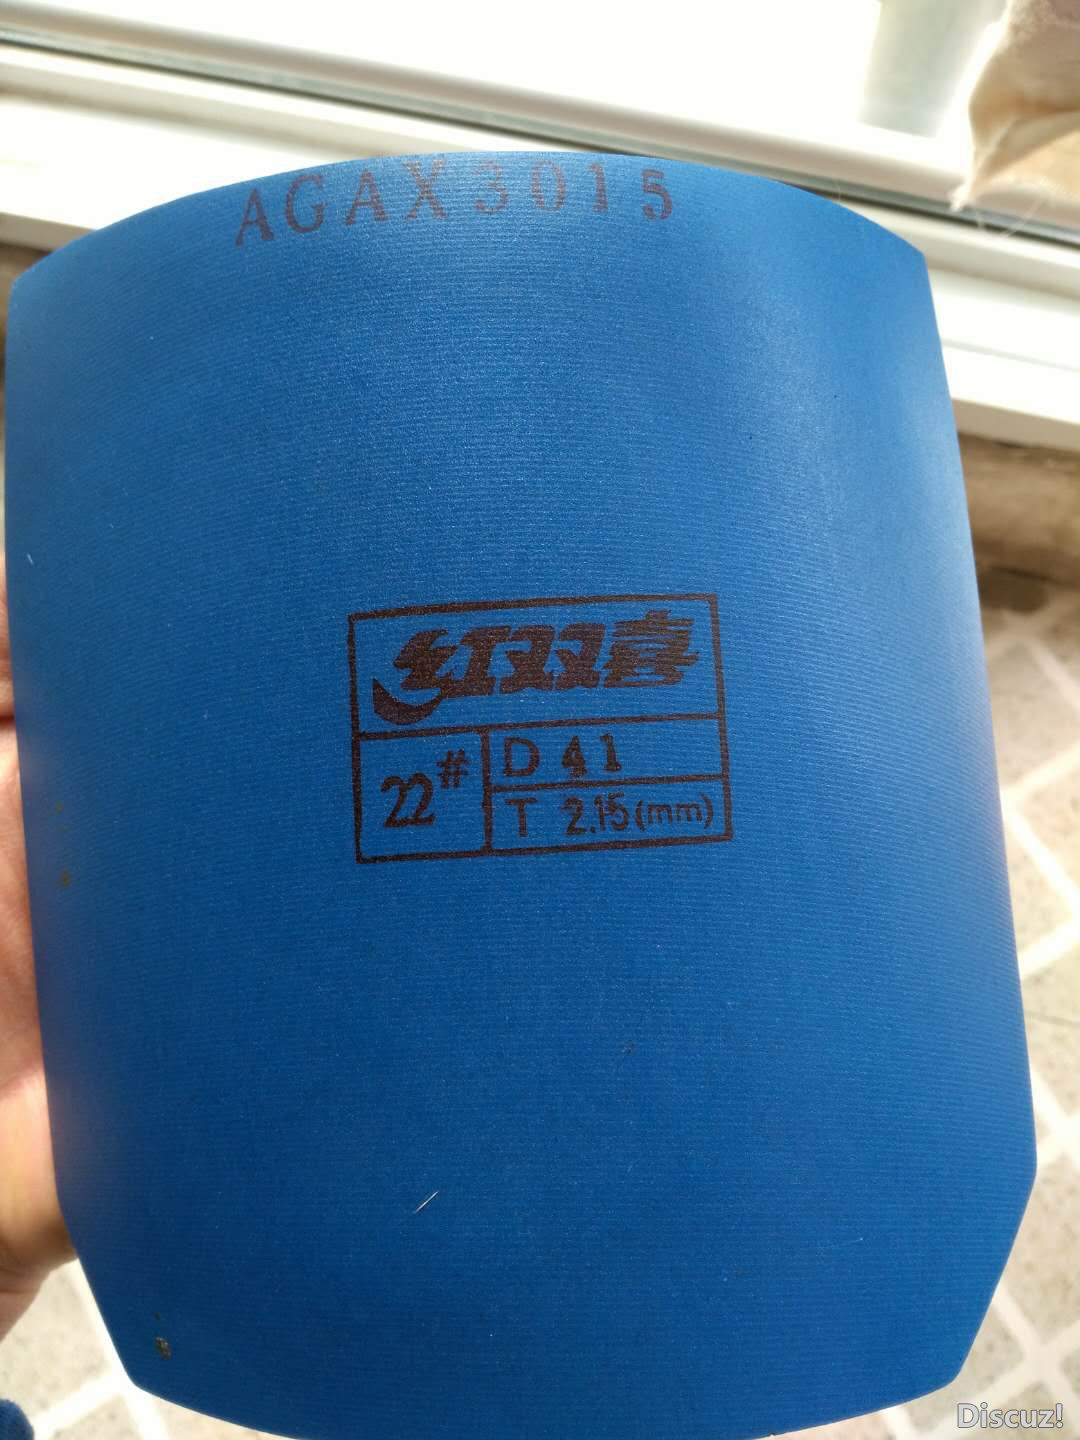 AGAX3015
红双喜
22#
D 41
T 2.15(mm)
Discuz!